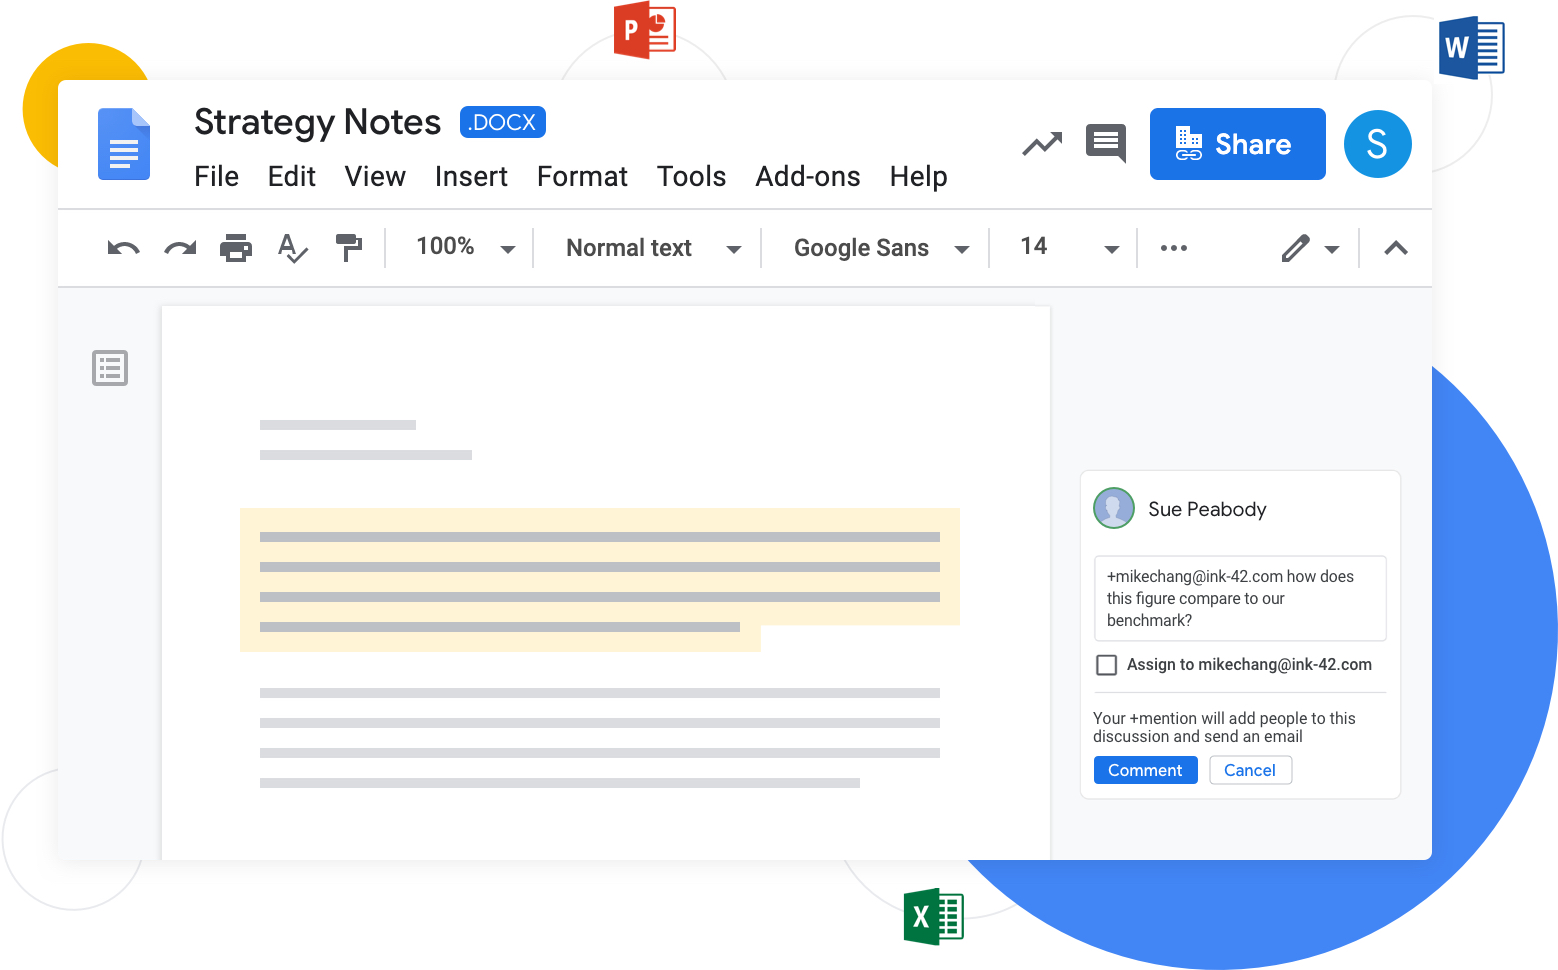 P
W
Strategy Notes .DOCX
File Edit View Insert Format Tools Add-ons Help
Share
S
100% Normal text Google Sans 14
Sue Peabody
+mikechang@ink-42.com how does
this figure compare to our
benchmark?
Assign to mikechang@ink-42.com
Your +mention will add people to this
discussion and send an email
Comment Cancel
X